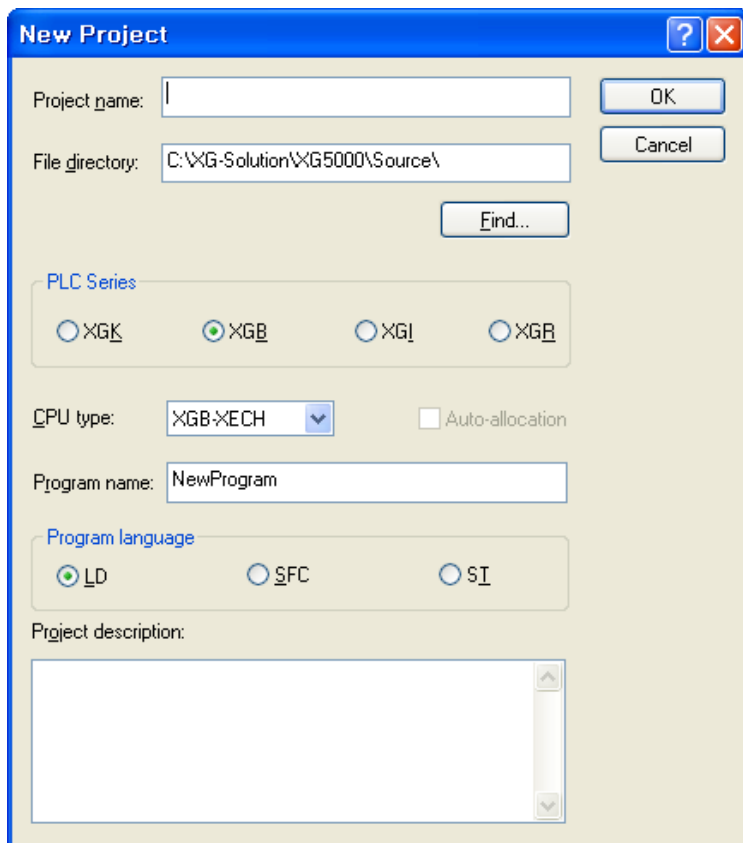 New Project
Project name:
OK
File directory: C:\XG-Solution\XG5000\Source\
Cancel
Find...
PLC Series
XGK XGB XGI XGR
CPU type: XGB-XECH Auto-allocation
Program name: NewProgram
Program language
LD SFC ST
Project description: